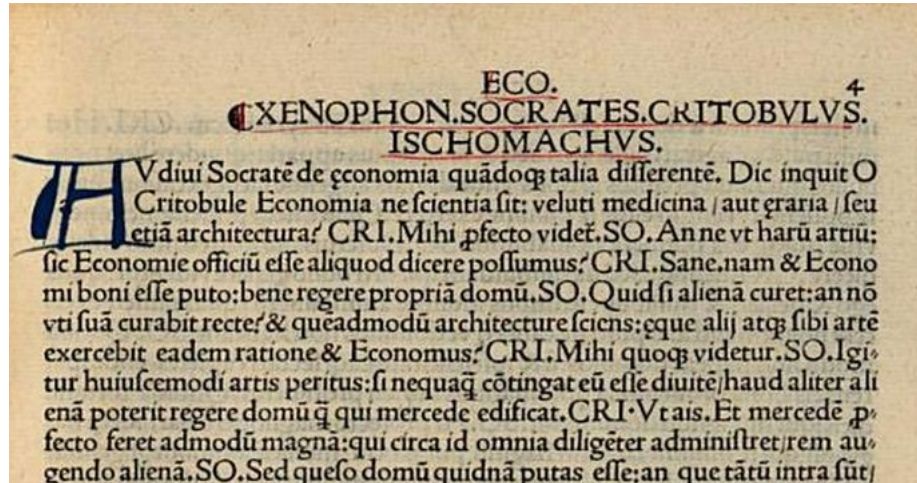 ECO. 4
⸿XENOPHON.SOCRATES.CRITOBVLVS.
ISCHOMACHVS.
AVdiui Socratē de ęconomia quādoqꝫ talia differentē. Dic inquit O
Critobule Economia ne ſcientia ſit: veluti medicina / aut ęraria / ſeu
etiā architectura? CRI. Mihi ꝓfecto videt᷑. SO. An ne vt harū artiū:
ſic Economie officiū eſſe aliquod dicere poſſumus? CRI. Sane. nam & Econo
mi boni eſſe puto: bene regere propriā domū. SO. Quid ſi alienā curet: an nō
vti ſuā curabit recte? & quēadmodū architecture ſciens: ęque alij atqꝫ ſibi artē
exercebit eadem ratione & Economus? CRI. Mihi quoqꝫ videtur. SO. Igi-
tur huiuſcemodi artis peritus: ſi nequaq̄ cōtingat eū eſſe diuitē / haud aliter ali
enā poterit regere domū q̄ qui mercede edificat. CRI. Vt ais. Et mercedē ꝓ-
fecto feret admodū magnā: qui circa id omnia diligēter adminiſtret / rem au-
gendo alienā. SO. Sed queſo domū quidnā putas eſſe: an que tātū intra ſūt /